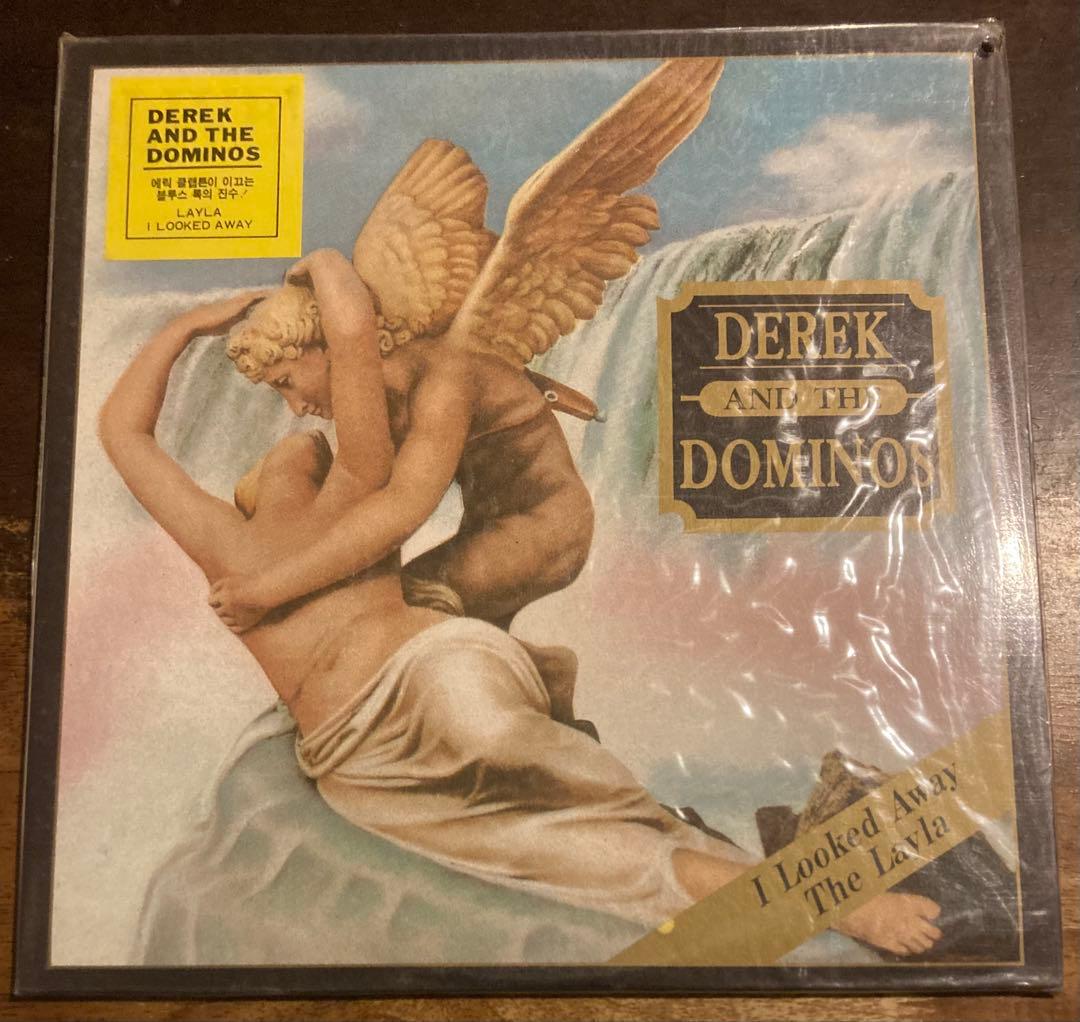 DEREK
AND THE
DOMINOS
에릭 클랩튼이 이끄는
블루스 록의 진수!
LAYLA
I LOOKED AWAY
DEREK
AND THE
DOMINOS
I Looked Away
The Layla